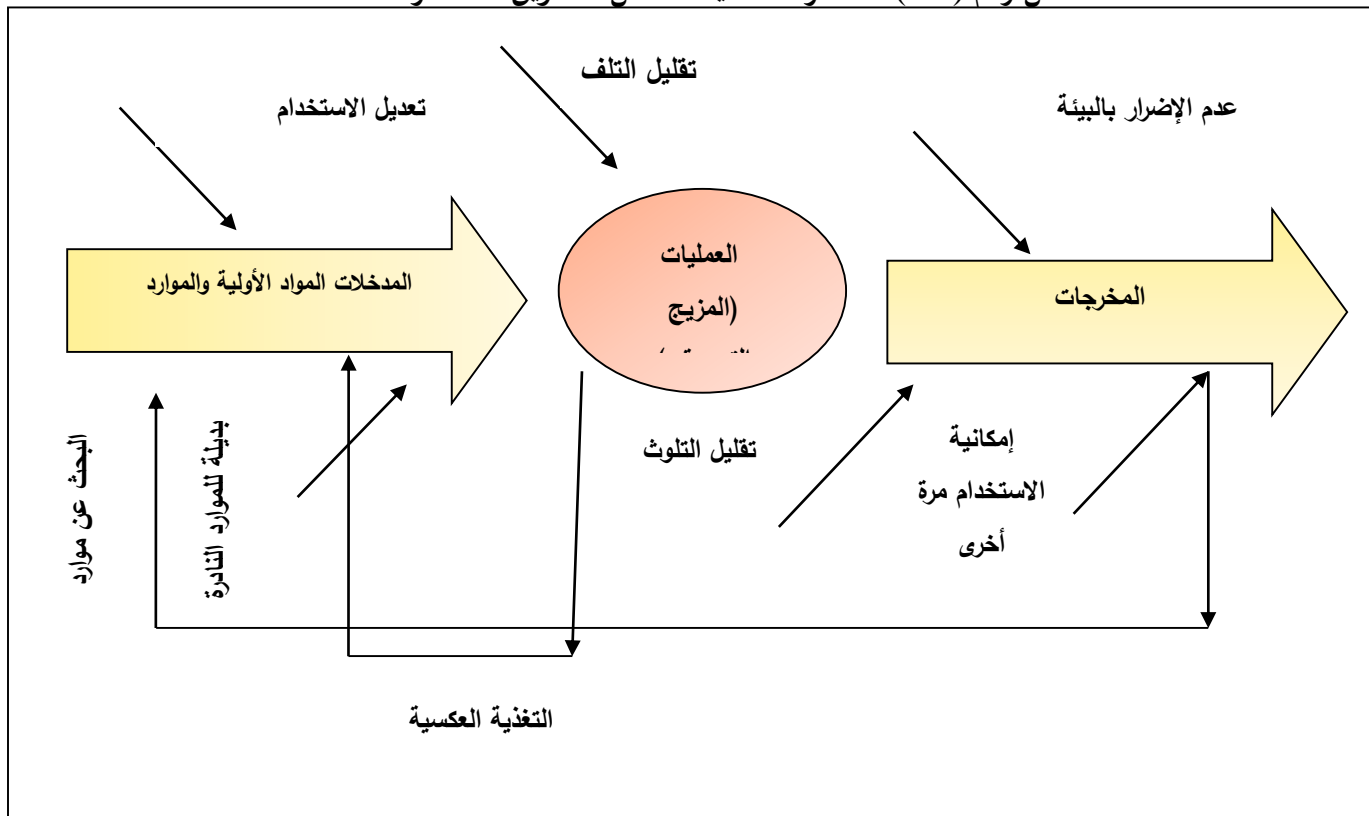 تقليل التلف
تعديل الاستخدام
عدم الإضرار بالبيئة
العمليات
(المزيج
المدخلات المواد الأولية والموارد
المخرجات
إمكانية
الاستخدام مرة
أخرى
تقليل التلوث
البحث عن موارد
بديلة للموارد النادرة
التغذية العكسية